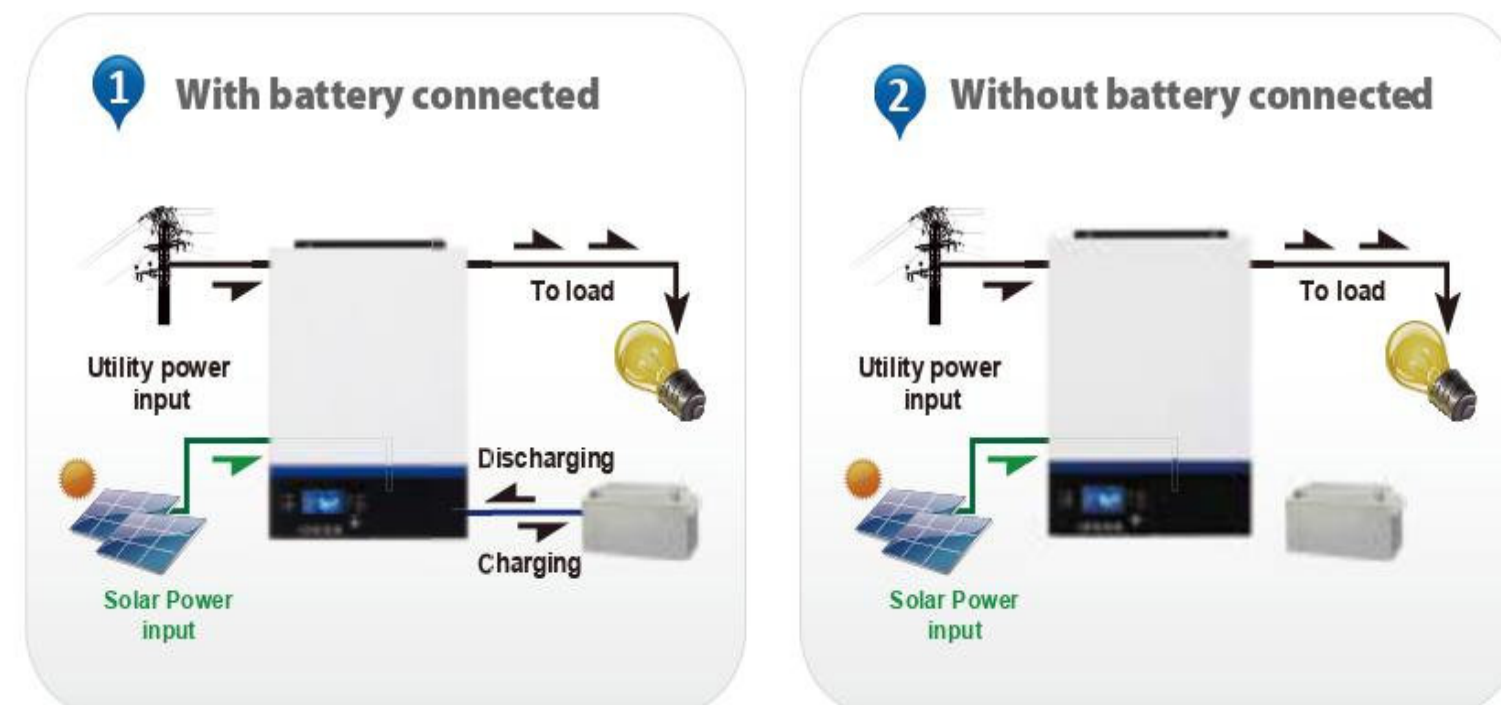 1 With battery connected
To load
Utility power
input
Discharging
Charging
Solar Power
input
2 Without battery connected
To load
Utility power
input
Solar Power
input